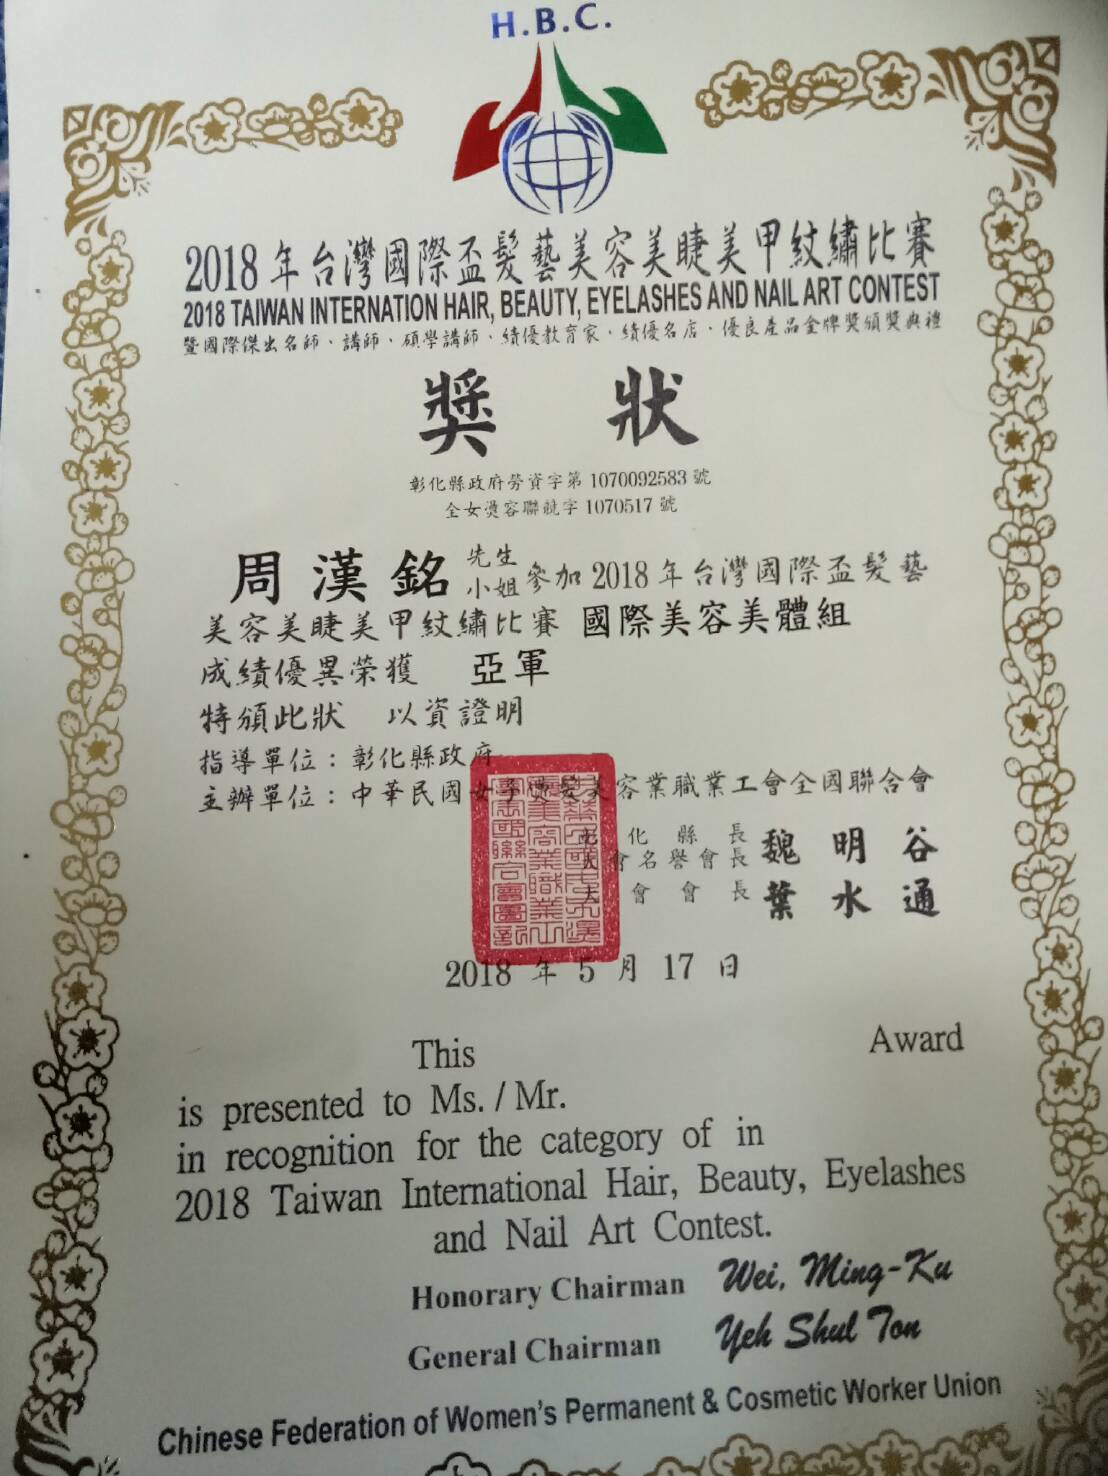 H.B.C.
2018年台灣國際盃髮藝美容美睫美甲紋繡比賽
2018 TAIWAN INTERNATION HAIR, BEAUTY, EYELASHES AND NAIL ART CONTEST
暨國際傑出名師、講師、碩學講師、績優教育家、績優名店、優良產品金牌獎頒獎典禮
獎 狀
彰化縣政府勞資字第1070092583號
全女燙容聯競字1070517號
周漢銘 先生 小姐 參加2018年台灣國際盃髮藝
美容美睫美甲紋繡比賽 國際美容美體組
成績優異榮獲 亞軍
特頒此狀 以資證明
指導單位：彰化縣政府
主辦單位：中華民國女子燙髮美容業職業工會全國聯合會
化縣長
大會名譽會長 魏明谷
大會會長 葉水通
2018 年 5 月 17 日
This Award
is presented to Ms. / Mr.
in recognition for the category of in
2018 Taiwan International Hair, Beauty, Eyelashes
and Nail Art Contest.
Honorary Chairman Wei, Ming-Ku
General Chairman Yeh Shul Ton
Chinese Federation of Women's Permanent & Cosmetic Worker Union